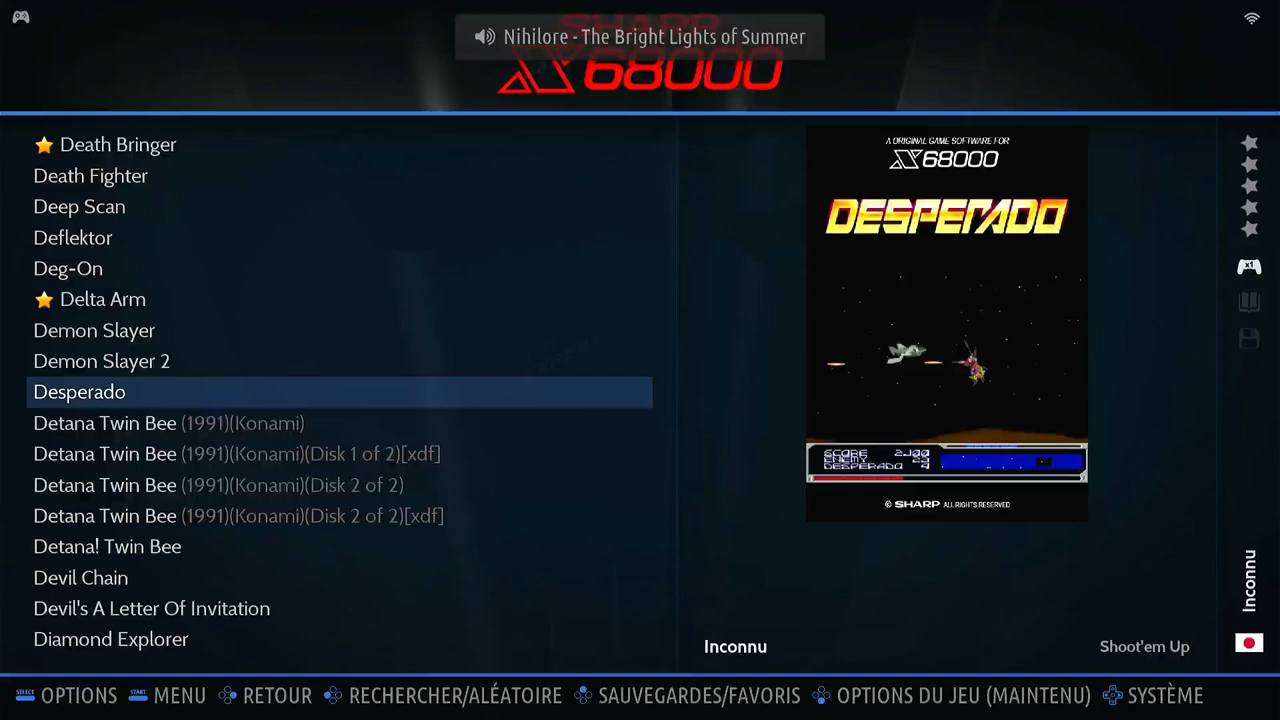 SHARP
Nihilore - The Bright Lights of Summer
X68000
Death Bringer
Death Fighter
Deep Scan
Deflektor
Deg-On
Delta Arm
Demon Slayer
Demon Slayer 2
Desperado
Detana Twin Bee (1991)(Konami)
Detana Twin Bee (1991)(Konami)(Disk 1 of 2)[xdf]
Detana Twin Bee (1991)(Konami)(Disk 2 of 2)
Detana Twin Bee (1991)(Konami)(Disk 2 of 2)[xdf]
Detana! Twin Bee
Devil Chain
Devil's A Letter Of Invitation
Diamond Explorer
A ORIGINAL GAME SOFTWARE FOR
X68000
DESPERADO
SCORE 2100
ENEMY
DESPERADO 4
© SHARP ALL RIGHTS RESERVED
x1
Inconnu
Inconnu
Shoot'em Up
SELECT OPTIONS START MENU RETOUR RECHERCHER/ALÉATOIRE SAUVEGARDES/FAVORIS OPTIONS DU JEU (MAINTENU) SYSTÈME